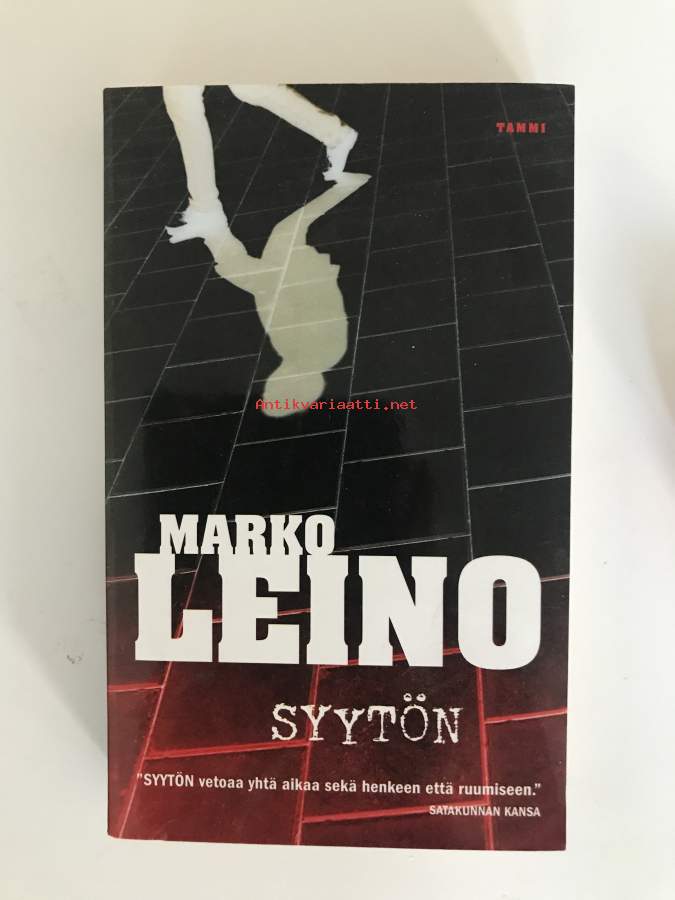 TAMMI
Antikvariaatti.net
MARKO
LEINO
SYYTÖN
"SYYTÖN vetoaa yhtä aikaa sekä henkeen että ruumiseen."
SATAKUNNAN KANSA